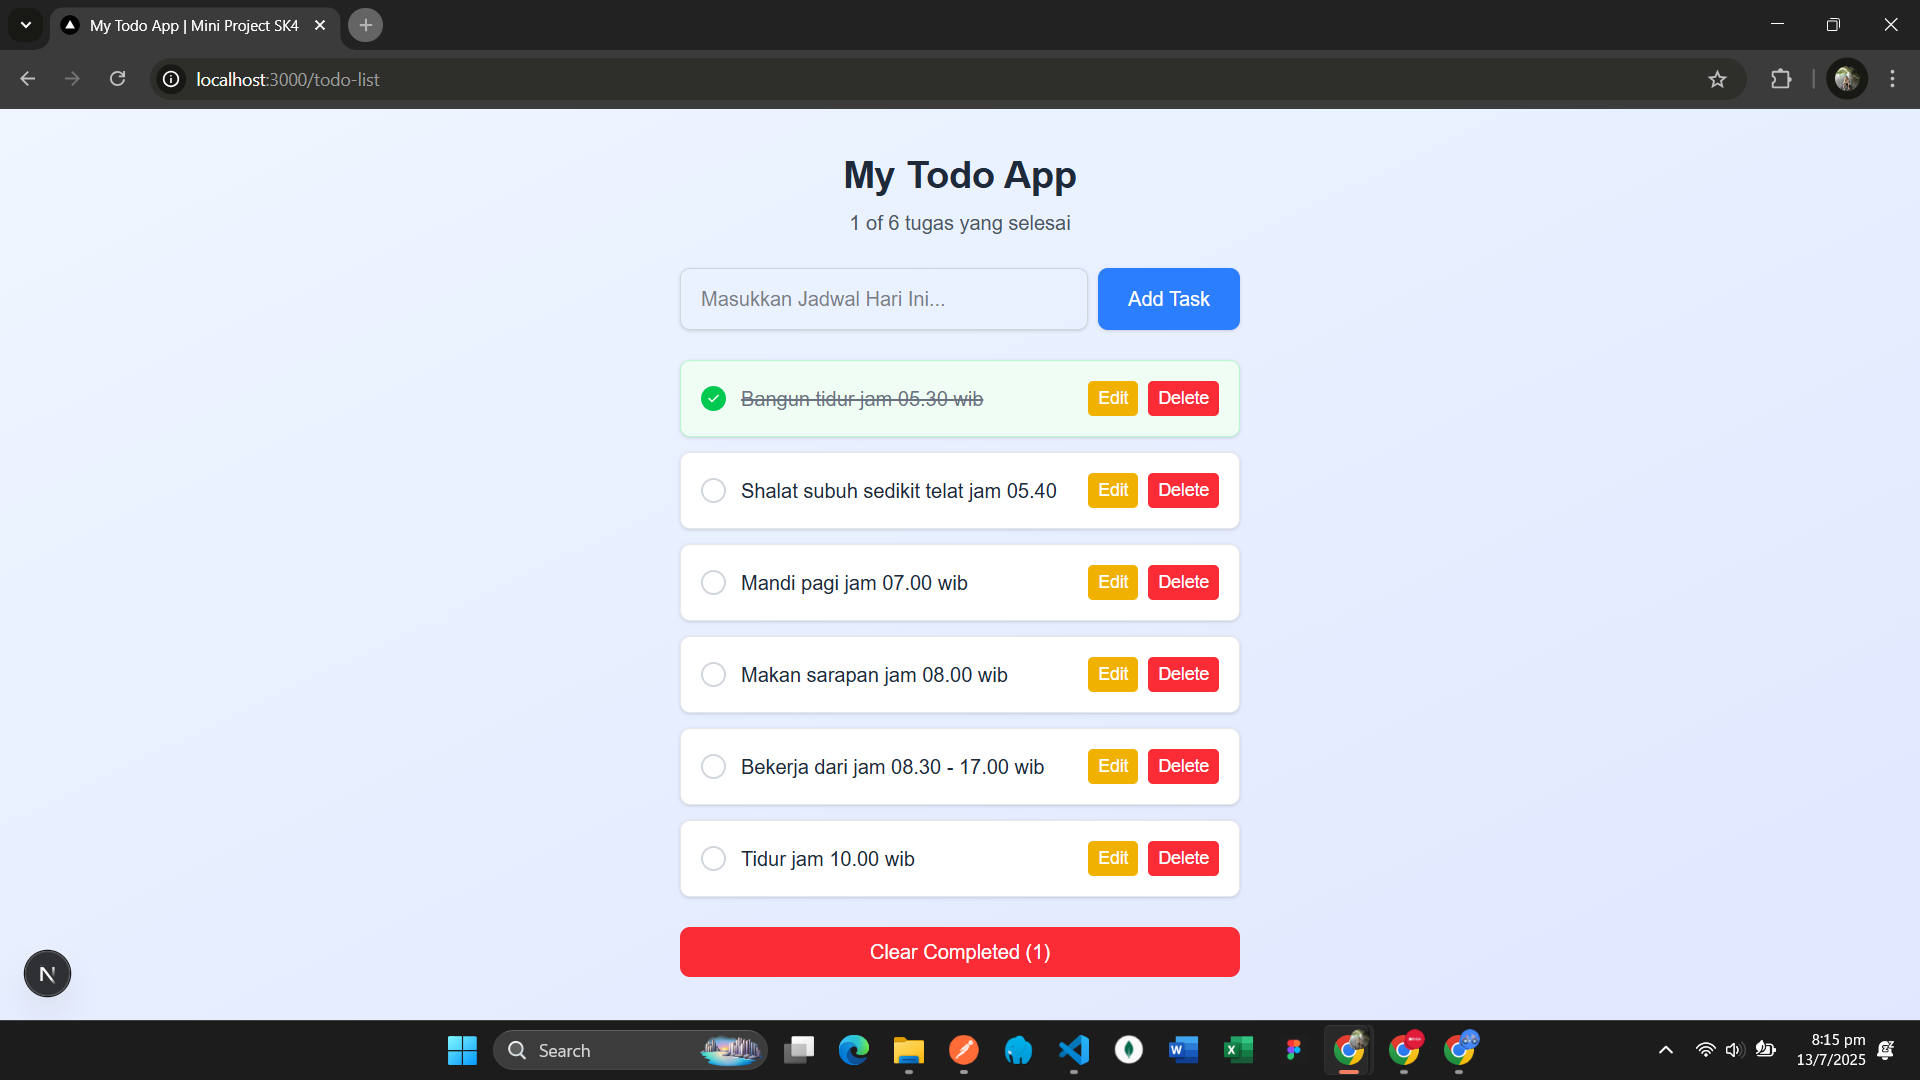 My Todo App | Mini Project SK4
localhost:3000/todo-list
My Todo App
1 of 6 tugas yang selesai
Masukkan Jadwal Hari Ini...
Add Task
Bangun tidur jam 05.30 wib
Edit
Delete
Shalat subuh sedikit telat jam 05.40
Edit
Delete
Mandi pagi jam 07.00 wib
Edit
Delete
Makan sarapan jam 08.00 wib
Edit
Delete
Bekerja dari jam 08.30 - 17.00 wib
Edit
Delete
Tidur jam 10.00 wib
Edit
Delete
Clear Completed (1)
N
Search
8:15 pm
13/7/2025